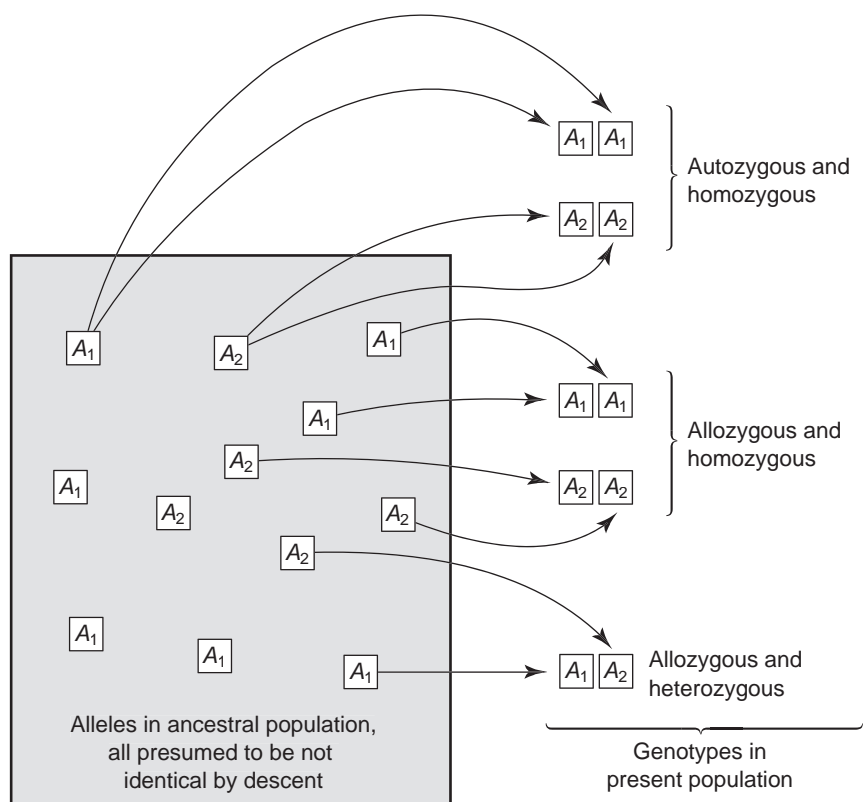 A₁ A₁
Autozygous and
homozygous
A₂ A₂
A₁
A₂
A₁
A₁
A₁ A₁
Allozygous and
homozygous
A₂
A₁
A₂
A₂ A₂
A₂
A₂
A₁
A₁
A₁
A₁ A₂
Allozygous and
heterozygous
Alleles in ancestral population,
all presumed to be not
identical by descent
Genotypes in
present population